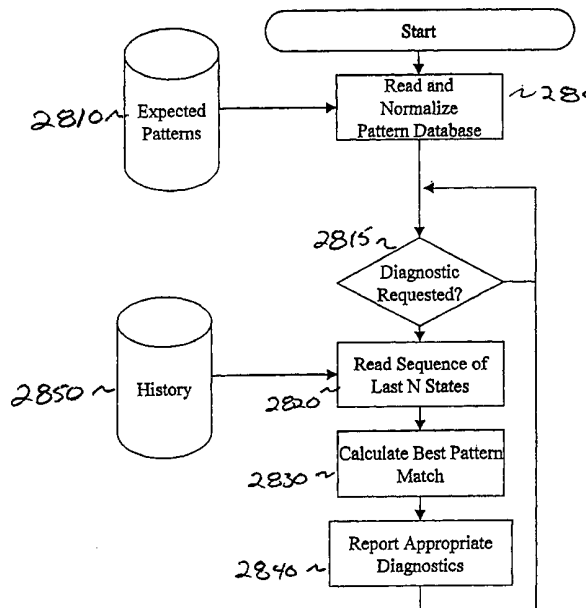 Start
2810
Expected
Patterns
Read and
Normalize
Pattern Database
2815
Diagnostic
Requested?
2850
History
Read Sequence of
Last N States
2820
Calculate Best Pattern
Match
2830
Report Appropriate
Diagnostics
2840